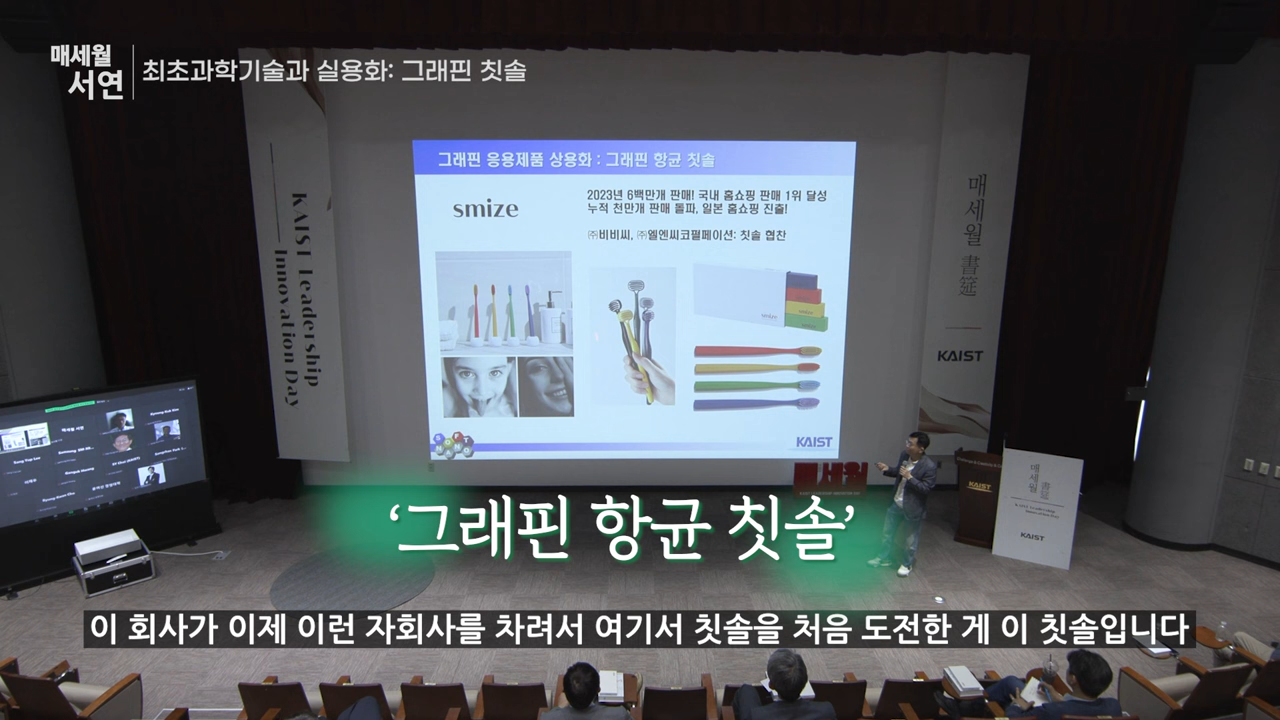 매세월
서연
최초과학기술과 실용화: 그래핀 칫솔
KAIST Leadership
Innovation Day
그래핀 응용제품 상용화 : 그래핀 항균 칫솔
smize
2023년 6백만개 판매! 국내 홈쇼핑 판매 1위 달성
누적 천만개 판매 돌파, 일본 홈쇼핑 진출!
㈜비비씨, ㈜엘엔씨코펄페이션: 칫솔 협찬
smize
KAIST
매세월 書筵
KAIST
매세월
KAIST
매세월
書筵
KAIST
‘그래핀 항균 칫솔’
이 회사가 이제 이런 자회사를 차려서 여기서 칫솔을 처음 도전한 게 이 칫솔입니다